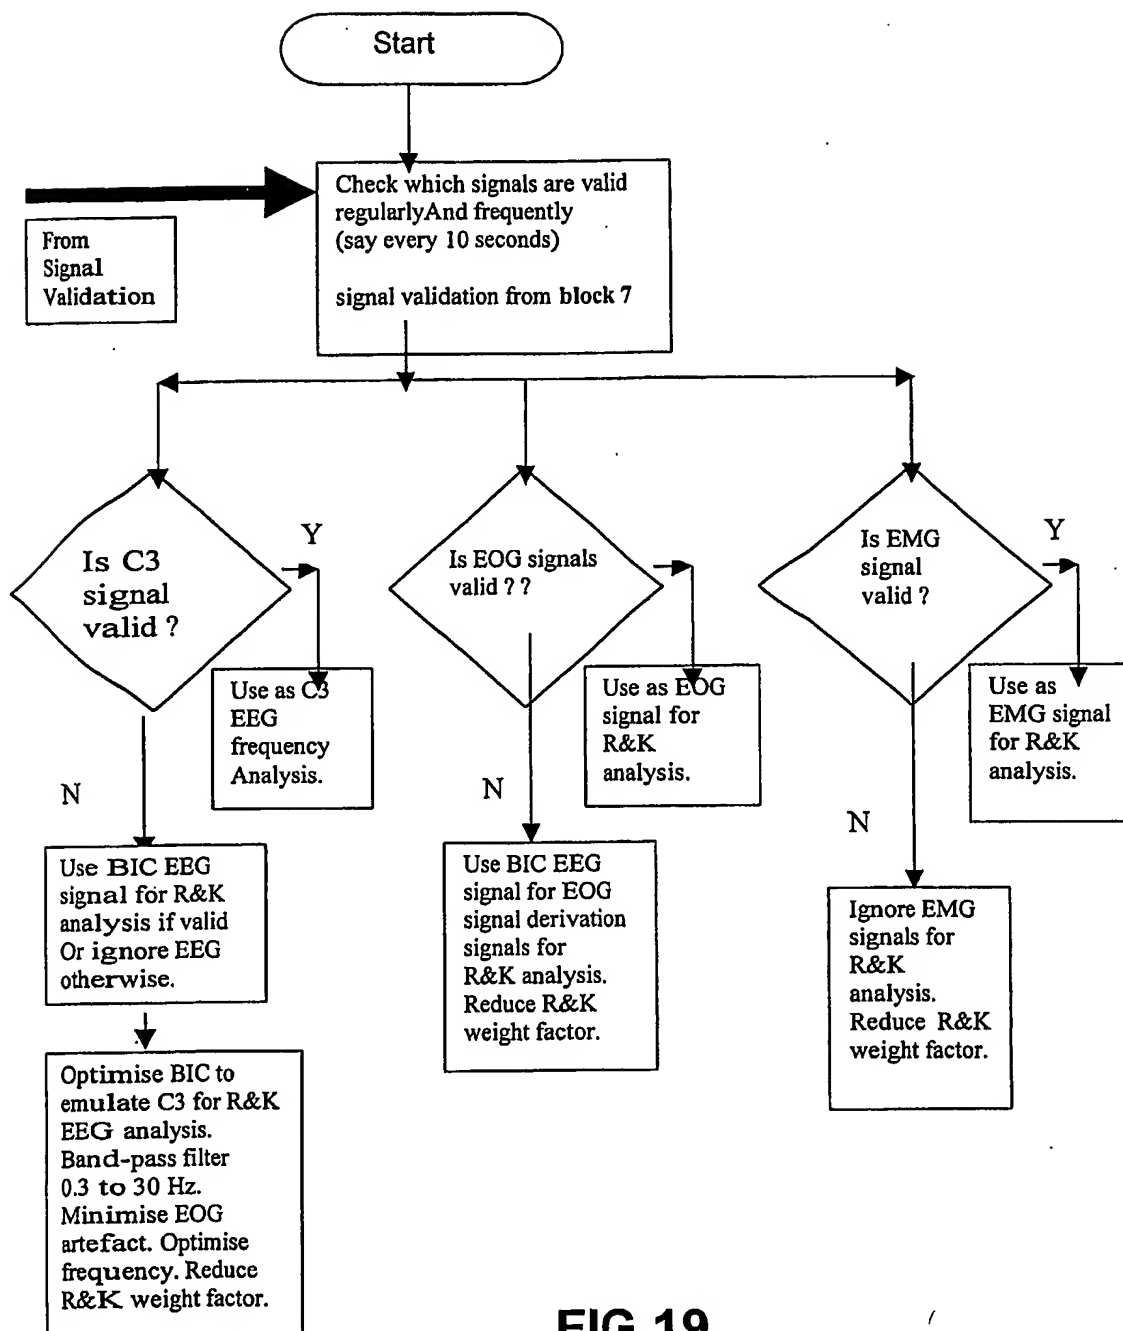 Start
Check which signals are valid
regularlyAnd frequently
(say every 10 seconds)
signal validation from block 7
From
Signal
Validation
Is C3
signal
valid ?
Y
Is EOG signals
valid ? ?
Is EMG
signal
valid ?
Y
Use as C3
EEG
frequency
Analysis.
Use as EOG
signal for
R&K
analysis.
Use as
EMG signal
for R&K
analysis.
N
N
N
Use BIC EEG
signal for R&K
analysis if valid
Or ignore EEG
otherwise.
Use BIC EEG
signal for EOG
signal derivation
signals for
R&K analysis.
Reduce R&K
weight factor.
Ignore EMG
signals for
R&K
analysis.
Reduce R&K
weight factor.
Optimise BIC to
emulate C3 for R&K
EEG analysis.
Band-pass filter
0.3 to 30 Hz.
Minimise EOG
artefact. Optimise
frequency. Reduce
R&K weight factor.
FIG 19